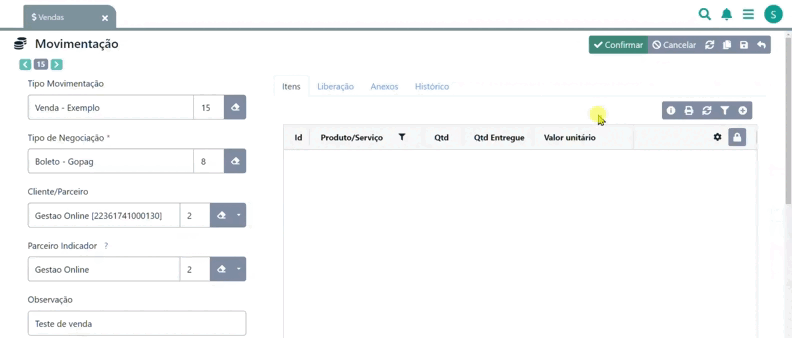 $ Vendas ×
S
Movimentação
Confirmar Cancelar
15
Tipo Movimentação
Venda - Exemplo 15
Tipo de Negociação *
Boleto - Gopag 8
Cliente/Parceiro
Gestao Online [22361741000130] 2
Parceiro Indicador ?
Gestao Online 2
Observação
Teste de venda
Itens Liberação Anexos Histórico
Id Produto/Serviço Qtd Qtd Entregue Valor unitário